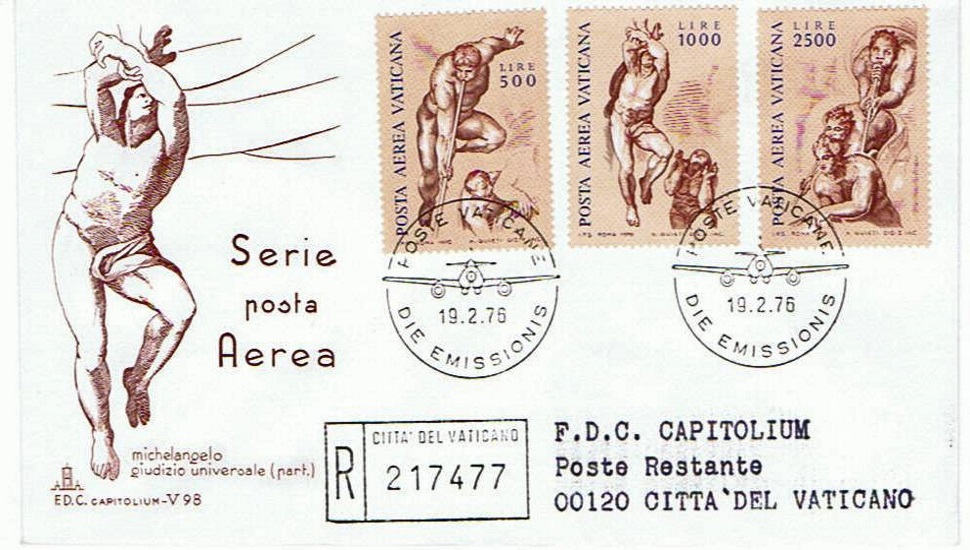 POSTA AEREA VATICANA
LIRE
500
POSTA AEREA VATICANA
LIRE
1000
POSTA AEREA VATICANA
LIRE
2500
POSTE VATICANE
19.2.76
DIE EMISSIONIS
POSTE VATICANE
19.2.76
DIE EMISSIONIS
Serie
posta
Aerea
michelangelo
giudizio universale (part.)
F.D.C. CAPITOLIUM-V 98
R
CITTA' DEL VATICANO
217477
F.D.C. CAPITOLIUM
Poste Restante
00120 CITTA'DEL VATICANO